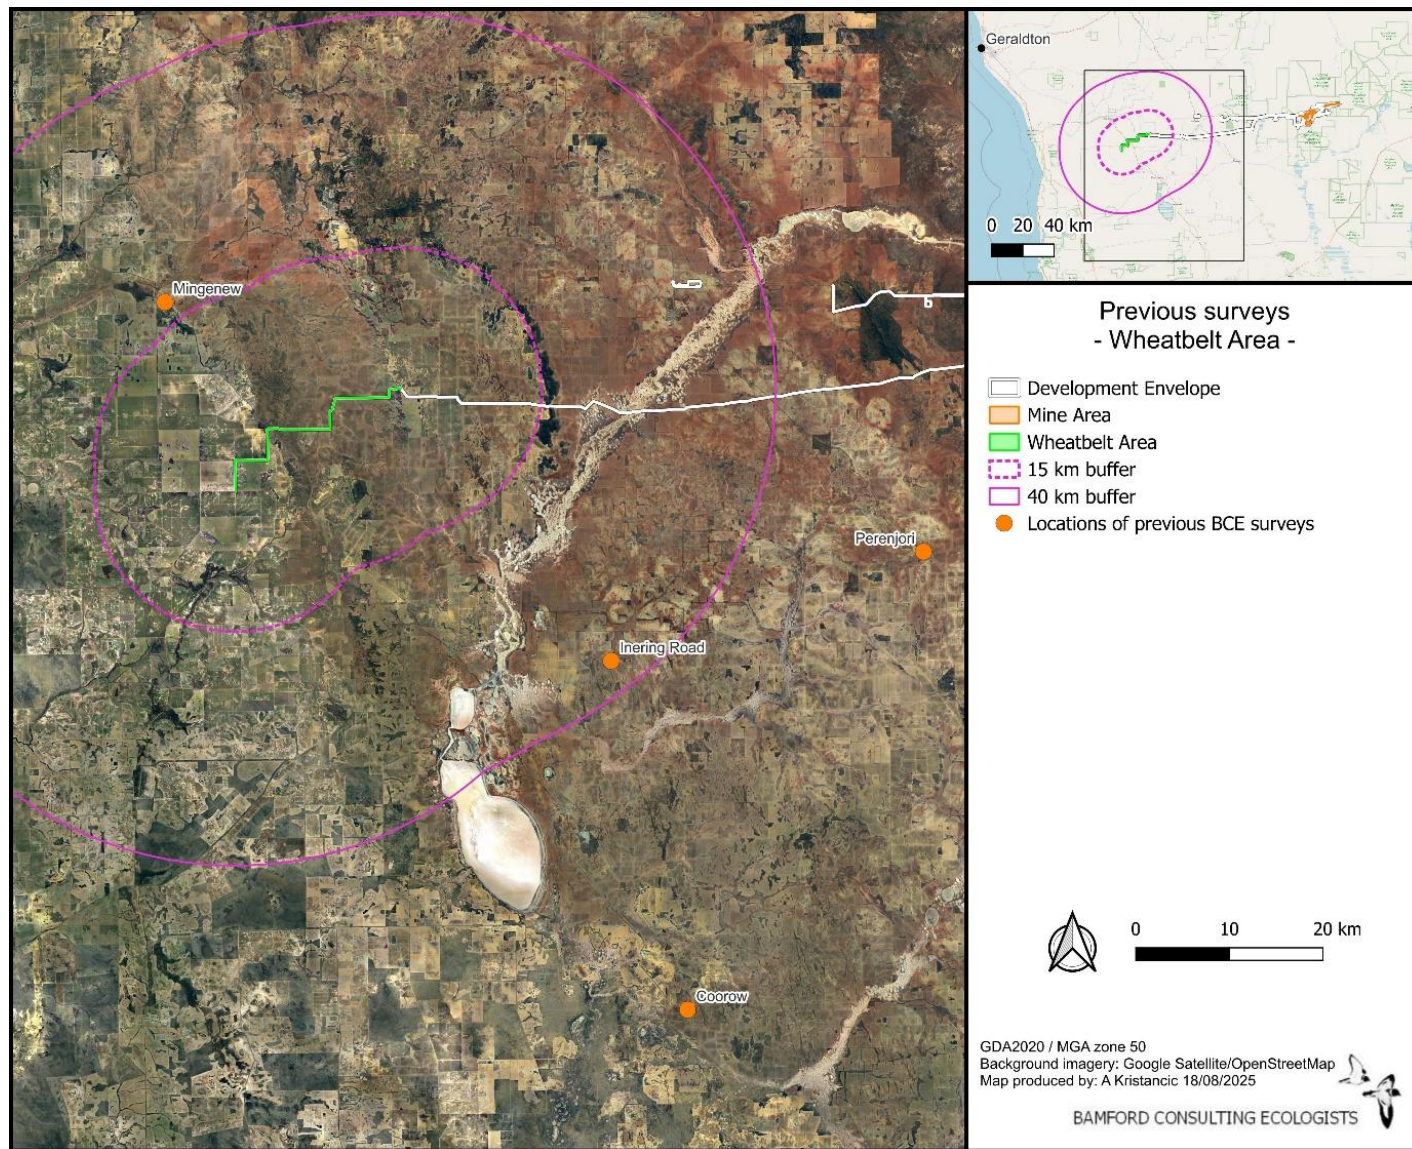 Mingenew
Perenjori
Inering Road
Coorow
Geraldton
0 20 40 km
Previous surveys
- Wheatbelt Area -
Development Envelope
Mine Area
Wheatbelt Area
15 km buffer
40 km buffer
Locations of previous BCE surveys
0 10 20 km
GDA2020 / MGA zone 50
Background imagery: Google Satellite/OpenStreetMap
Map produced by: A Kristancic 18/08/2025
BAMFORD CONSULTING ECOLOGISTS